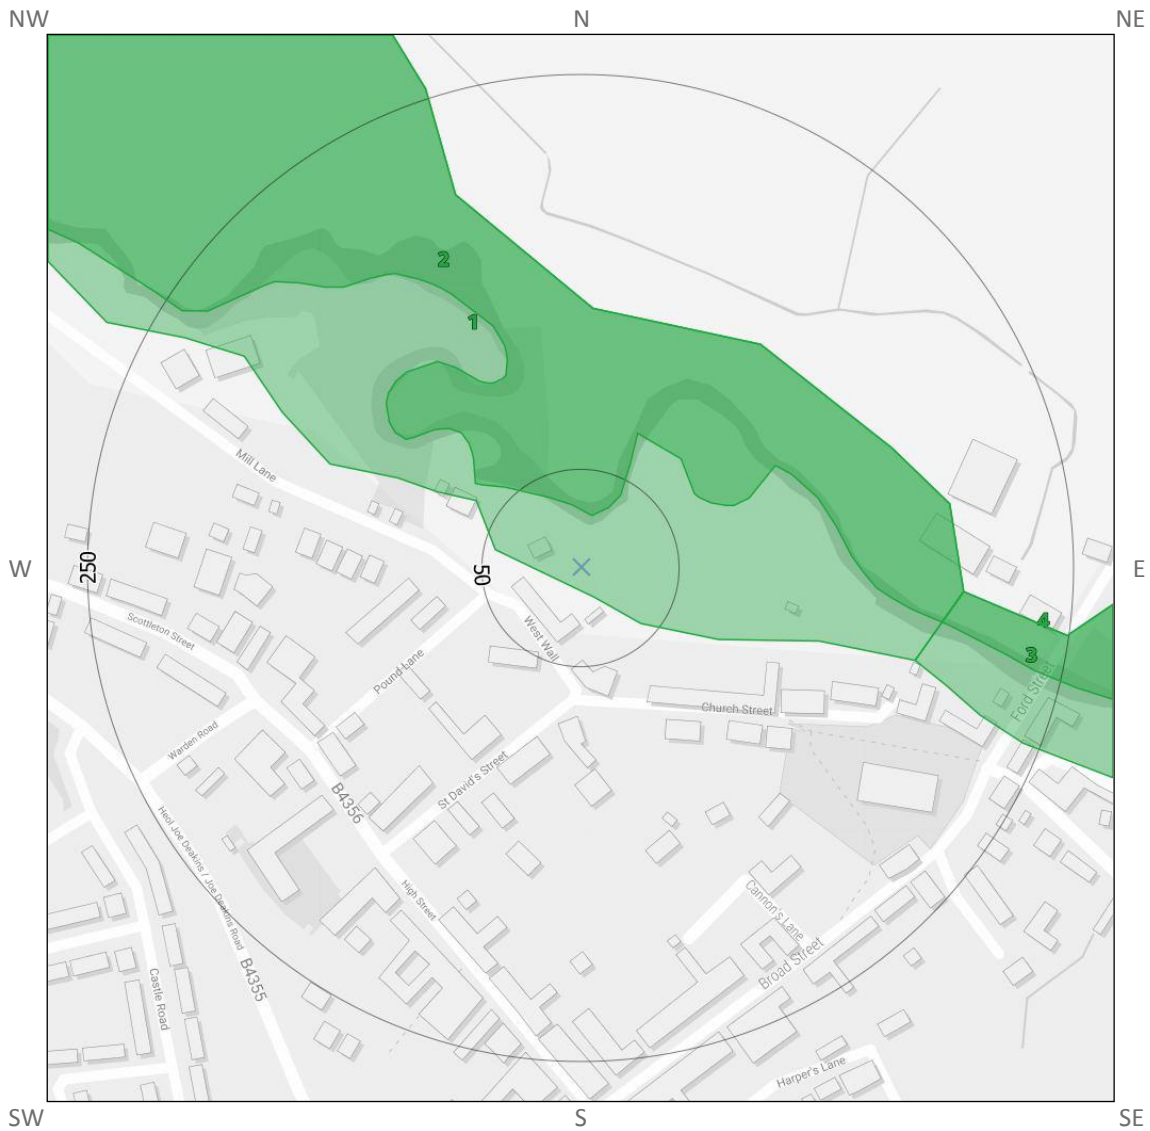 NW
N
NE
2
1
Mill Lane
W
250
50
E
Scottleton Street
West Wall
4
3
Pound Lane
Ford Street
Church Street
Warden Road
St David's Street
B4356
Heol Joe Deakins / Joe Deakins Road
High Street
Cannon's Lane
Broad Street
B4355
Castle Road
Harper's Lane
SW
S
SE